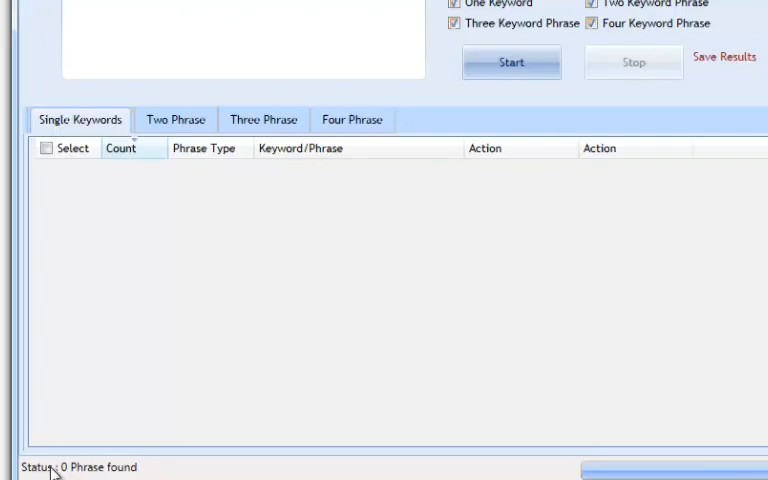 One Keyword Two Keyword Phrase
Three Keyword Phrase Four Keyword Phrase
Start Stop Save Results
Single Keywords Two Phrase Three Phrase Four Phrase
Select Count Phrase Type Keyword/Phrase Action Action
Status : 0 Phrase found